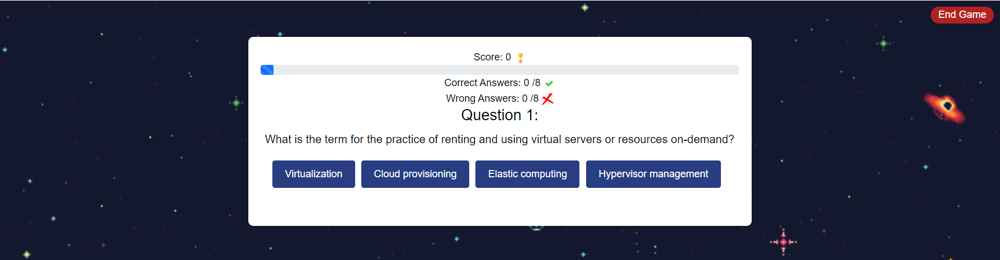 End Game
Score: 0
Correct Answers: 0 /8
Wrong Answers: 0 /8
Question 1:
What is the term for the practice of renting and using virtual servers or resources on-demand?
Virtualization Cloud provisioning Elastic computing Hypervisor management